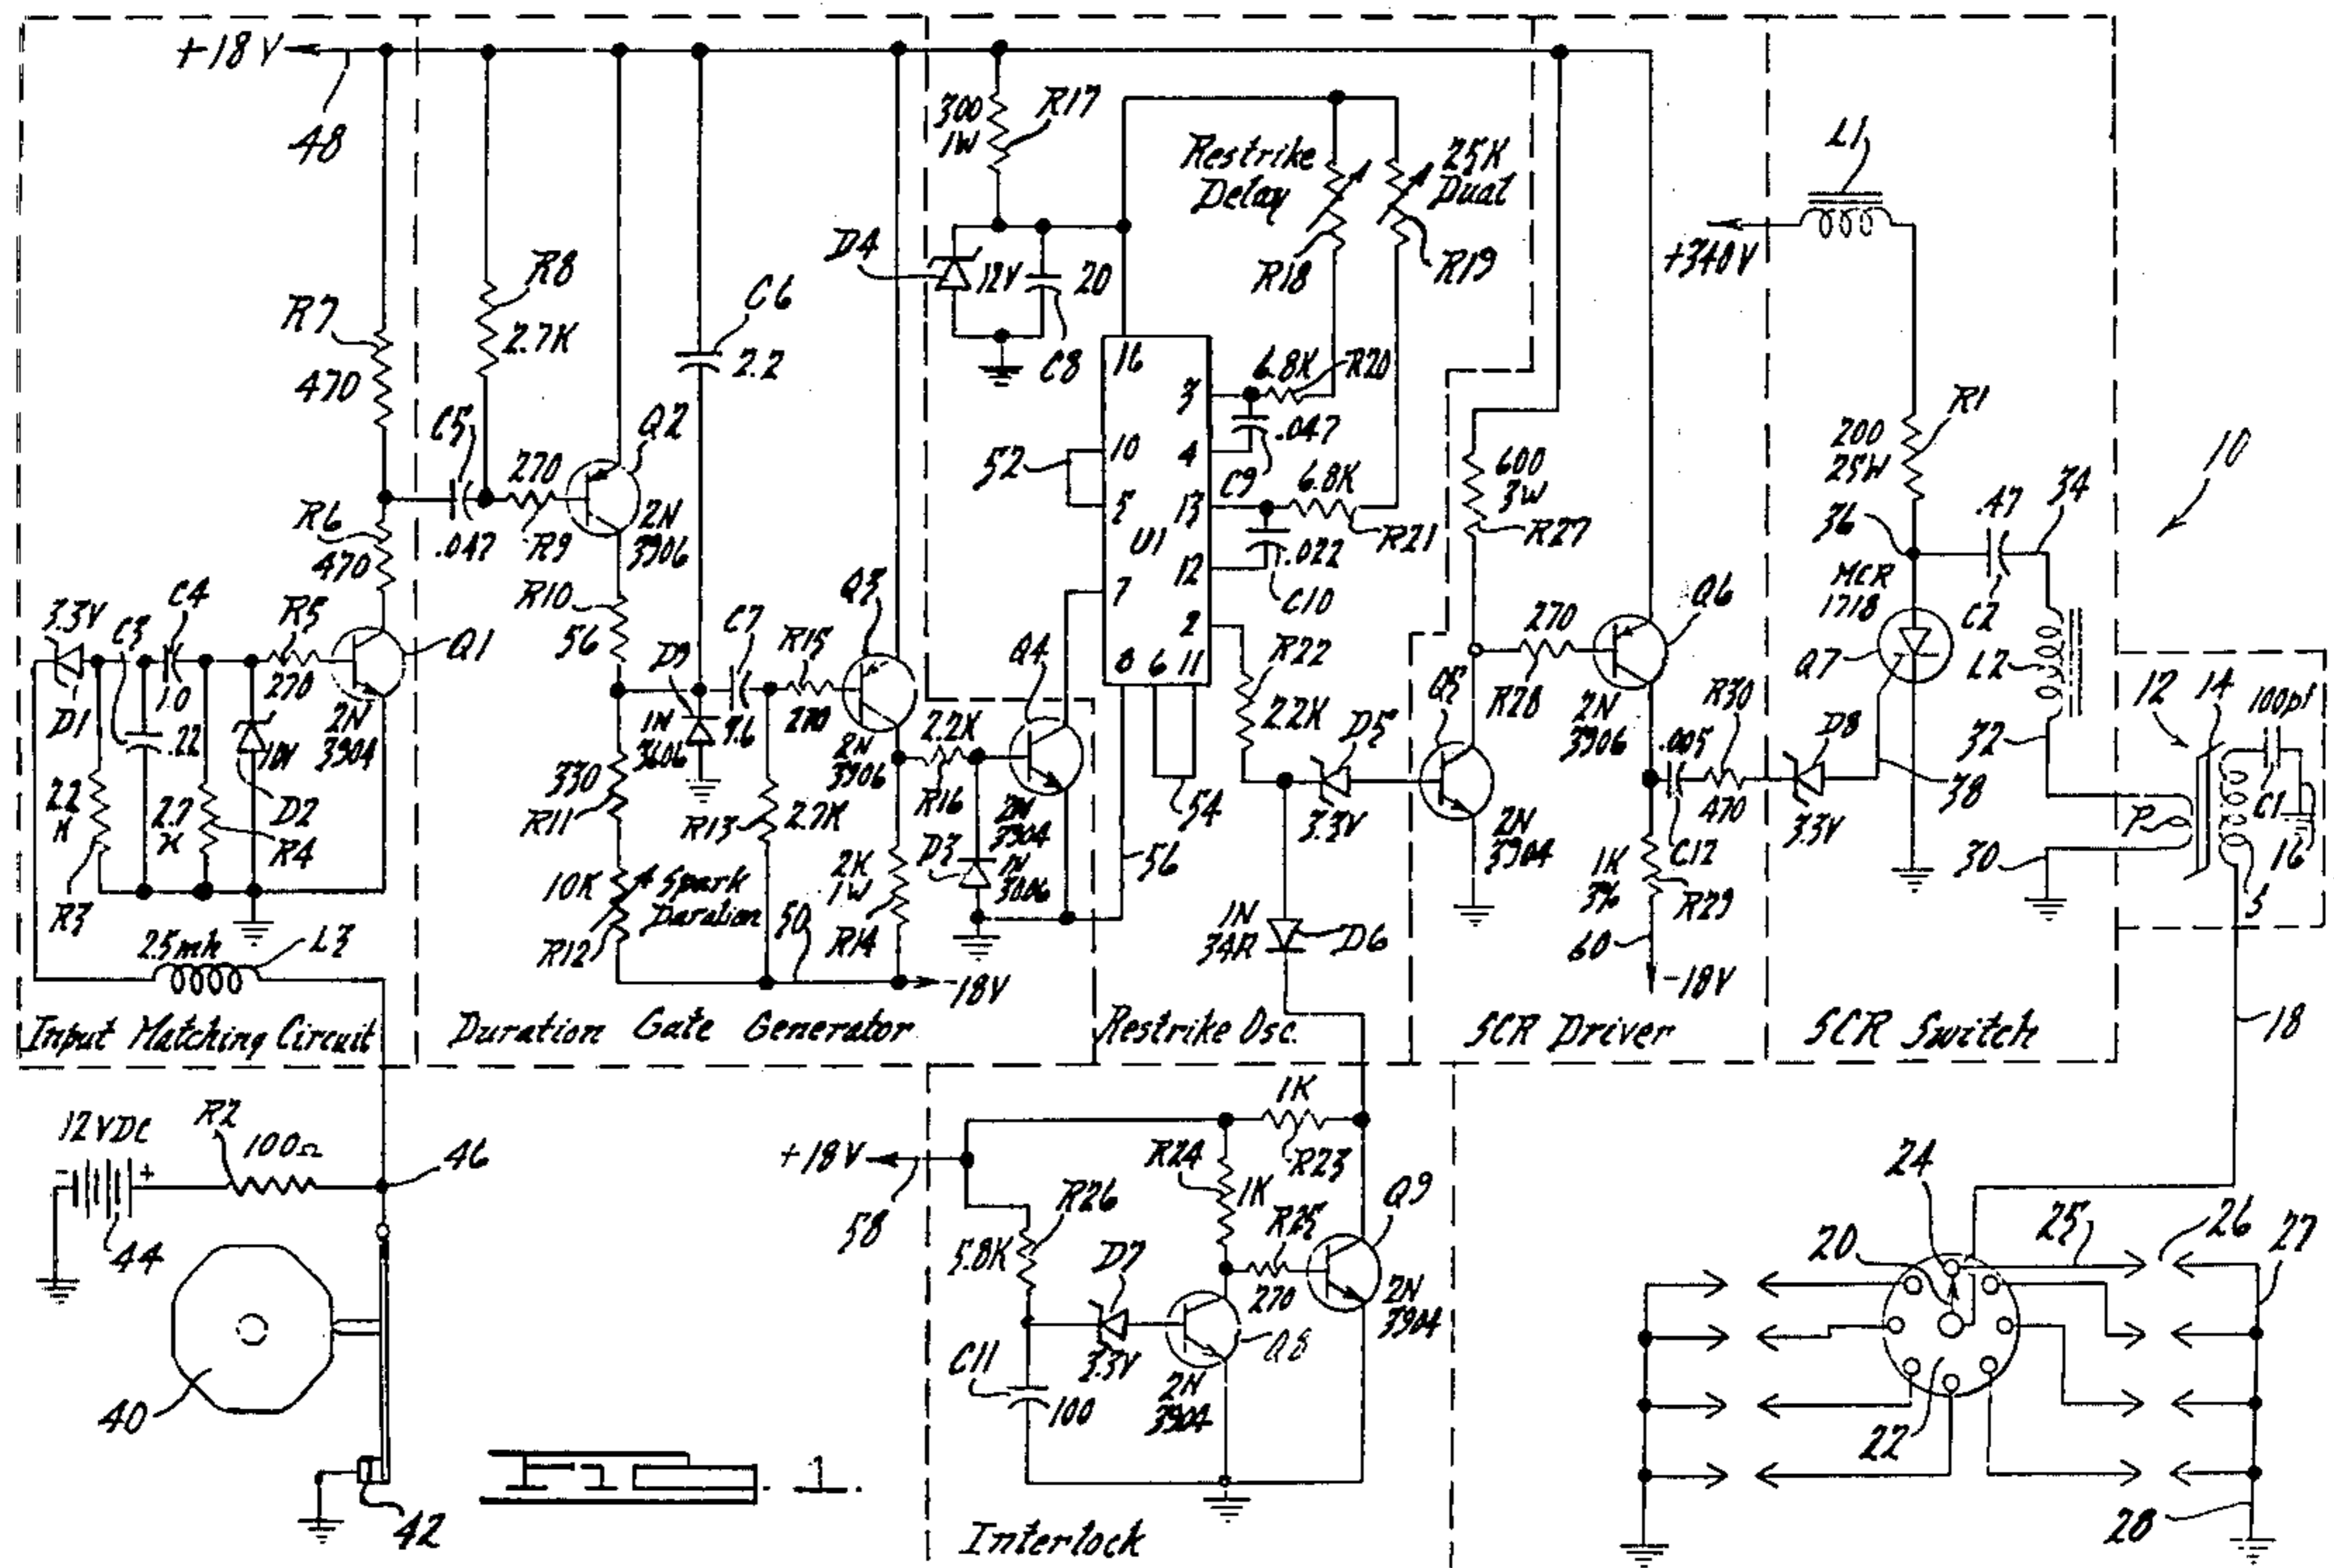 +18V
48
R7
470
R6
470
3.3V
C3
C4
1.0
.22
R5
270
Q1
2N
3904
D1
2.2
K
R3
2.7
K
R4
D2
10V
2.5mh
L3
Input Matching Circuit
R8
2.7K
C5
.047
270
R9
Q2
2N
3906
C6
2.2
R10
56
D9
1N
3606
C7
R15
270
Q3
2N
3906
330
R11
10K
Spark
Duration
R12
R13
2.7K
50
2K
1W
R14
-18V
2.2K
R16
Q4
2N
3904
D3
1N
3606
Duration Gate Generator
300
1W
R17
D4
12V
20
C8
Restrike
Delay
25K
Dual
R18
R19
16
3
10
4
5
13
U1
12
7
2
8
6
11
52
54
56
6.8K
R20
.047
C9
6.8K
R21
.022
C10
R22
22K
D5
3.3V
1N
34A
D6
Restrike Osc.
600
3W
R27
Q5
2N
3904
270
R28
Q6
2N
3906
.005
C12
R30
470
1K
R29
60
-18V
SCR Driver
L1
+340V
R1
200
25W
36
MCR
1718
Q7
.47
C2
34
L2
32
38
D8
3.3V
30
SCR Switch
10
12
14
100pf
C1
16
P
S
18
12VDC
-
+
R2
100Ω
46
44
40
42
+18V
58
1K
R23
R24
1K
R26
5.8K
R25
270
Q9
2N
3904
D7
3.3V
Q8
2N
3904
C11
100
Interlock
24
20
25
26
27
22
28
FIG. 1.